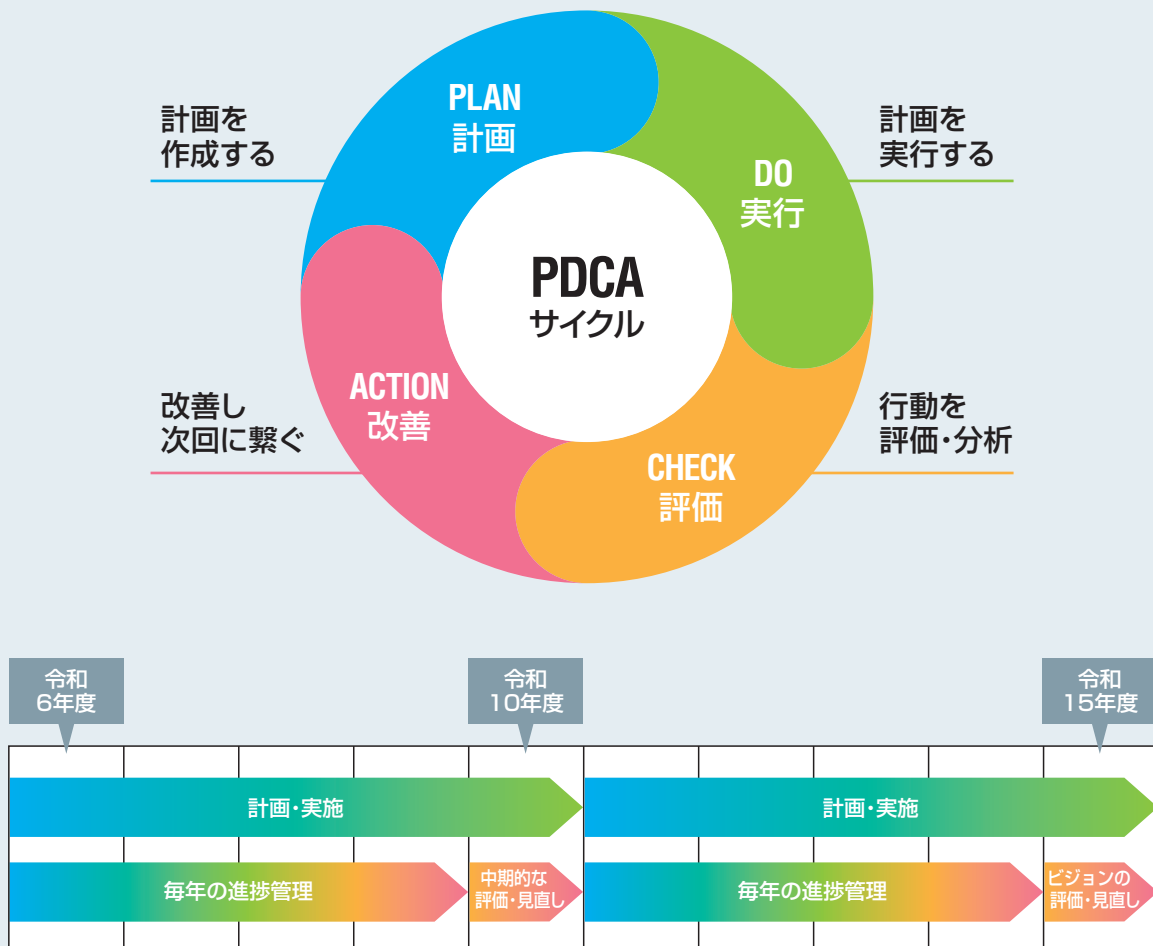 PLAN
計画
計画を
作成する
DO
実行
計画を
実行する
PDCA
サイクル
ACTION
改善
改善し
次回に繋ぐ
CHECK
評価
行動を
評価・分析
令和
6年度
令和
10年度
令和
15年度
計画・実施
計画・実施
毎年の進捗管理
中期的な
評価・見直し
毎年の進捗管理
ビジョンの
評価・見直し